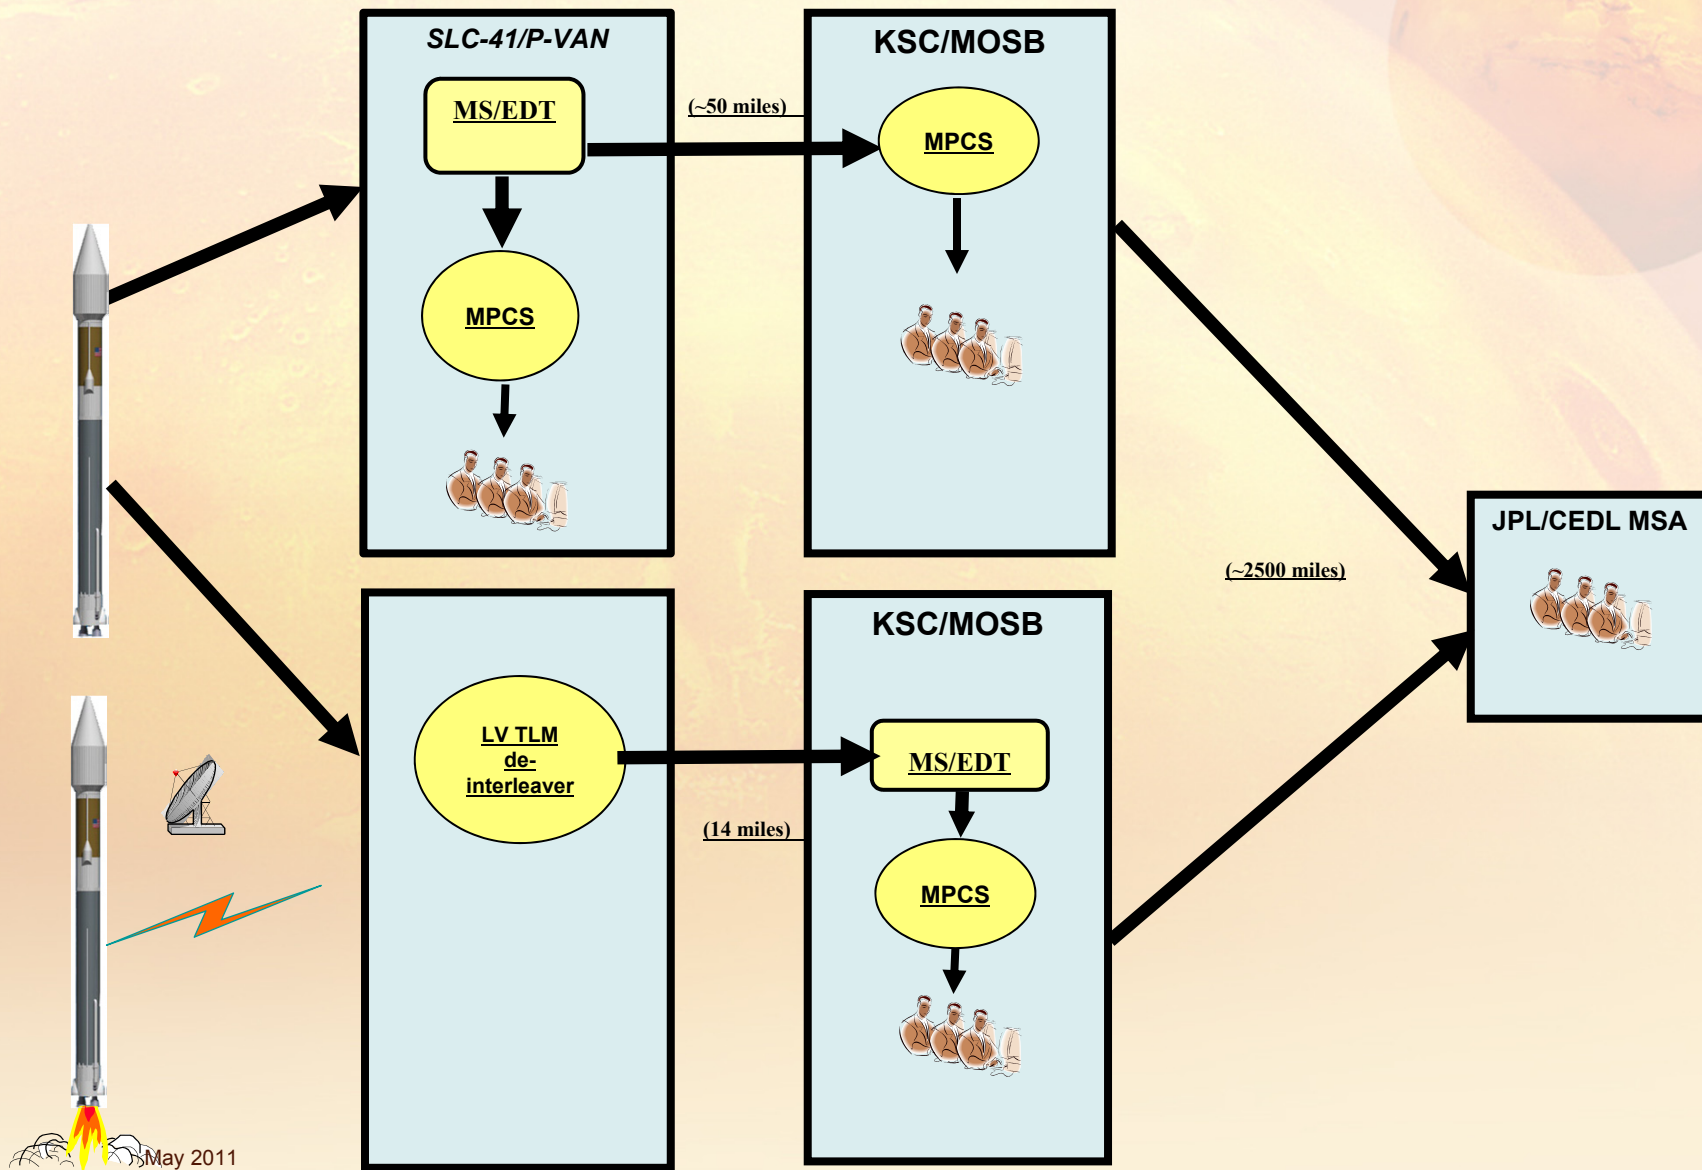 SLC-41/P-VAN
MS/EDT
MPCS
(~50 miles)
KSC/MOSB
MPCS
JPL/CEDL MSA
(~2500 miles)
LV TLM
de-
interleaver
(14 miles)
KSC/MOSB
MS/EDT
MPCS
May 2011